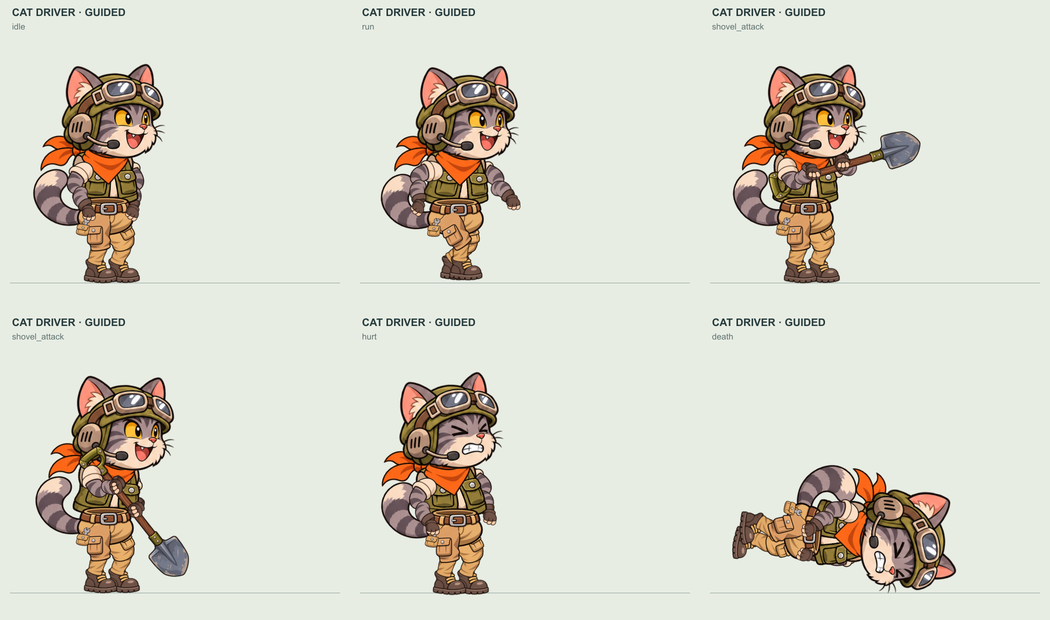 CAT DRIVER · GUIDED
idle
CAT DRIVER · GUIDED
run
CAT DRIVER · GUIDED
shovel_attack
CAT DRIVER · GUIDED
shovel_attack
CAT DRIVER · GUIDED
hurt
CAT DRIVER · GUIDED
death